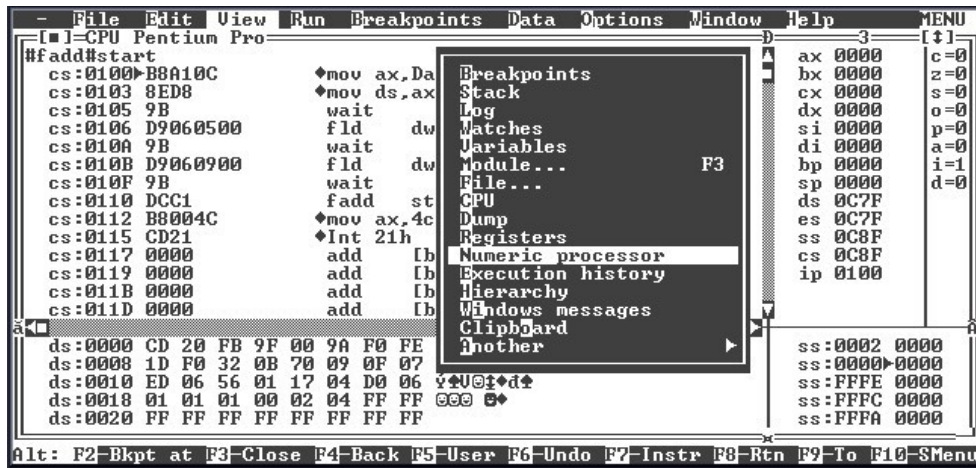 - File Edit View Run Breakpoints Data Options Window Help MENU
[■]=CPU Pentium Pro 3 [↕]
#fadd#start
cs:0100►B8A10C ♦mov ax,Da
cs:0103 8ED8 ♦mov ds,ax
cs:0105 9B wait
cs:0106 D9060500 fld dw
cs:010A 9B wait
cs:010B D9060900 fld dw
cs:010F 9B wait
cs:0110 DCC1 fadd st
cs:0112 B8004C ♦mov ax,4c
cs:0115 CD21 ♦Int 21h
cs:0117 0000 add [b
cs:0119 0000 add [b
cs:011B 0000 add [b
cs:011D 0000 add [b
Breakpoints
Stack
Log
Watches
Variables
Module... F3
File...
CPU
Dump
Registers
Numeric processor
Execution history
Hierarchy
Windows messages
Clipboard
Another ►
ax 0000 c=0
bx 0000 z=0
cx 0000 s=0
dx 0000 o=0
si 0000 p=0
di 0000 a=0
bp 0000 i=1
sp 0000 d=0
ds 0C7F
es 0C7F
ss 0C8F
cs 0C8F
ip 0100
ds:0000 CD 20 FB 9F 00 9A F0 FE
ds:0008 1D F0 32 0B 70 09 0F 07
ds:0010 ED 06 56 01 17 04 D0 06
ds:0018 01 01 01 00 02 04 FF FF ☺☺☺ ☻♦
ds:0020 FF FF FF FF FF FF FF FF
ss:0002 0000
ss:0000►0000
ss:FFFE 0000
ss:FFFC 0000
ss:FFFA 0000
Alt: F2-Bkpt at F3-Close F4-Back F5-User F6-Undo F7-Instr F8-Rtn F9-To F10-SMenu